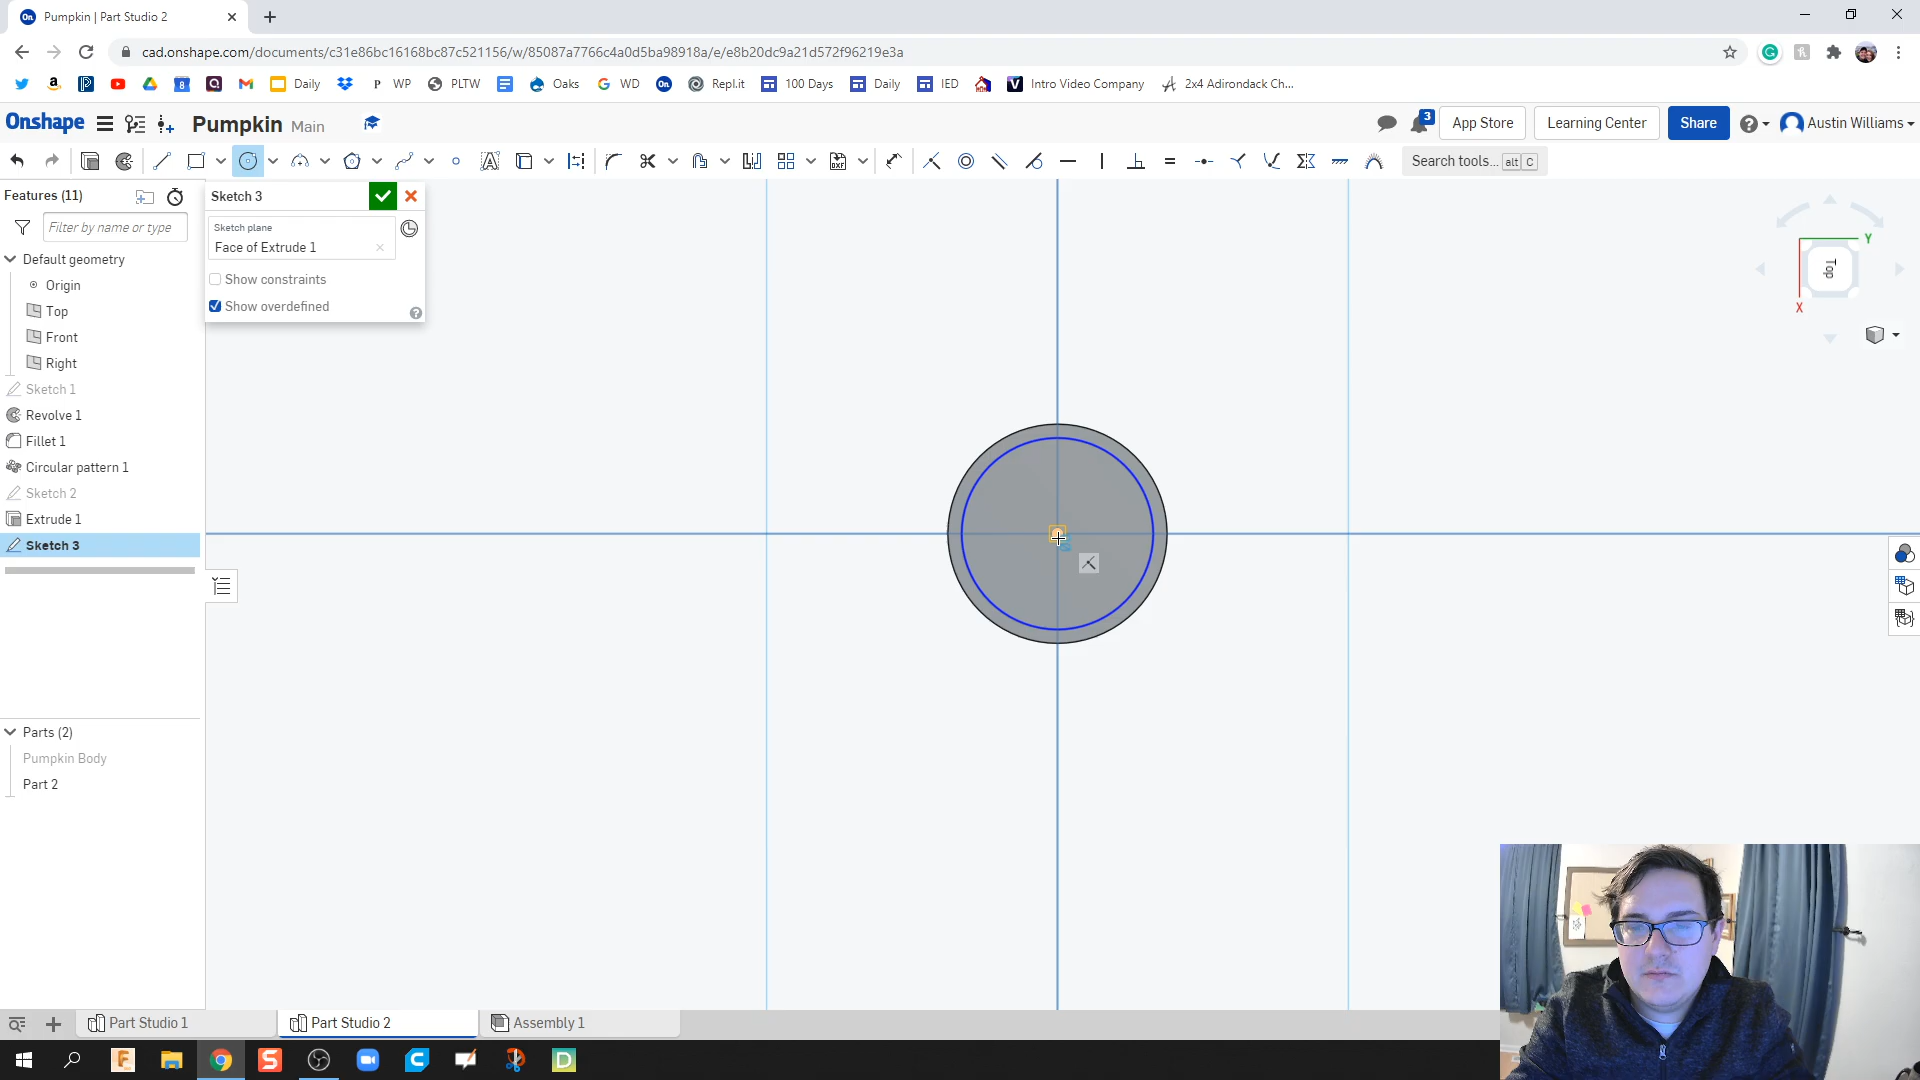 Pumpkin | Part Studio 2
cad.onshape.com/documents/c31e86bc16168bc87c521156/w/85087a7766c4a0d5ba98918a/e/e8b20dc9a21d572f96219e3a
Daily
P WP
PLTW
Oaks
WD
Repl.it
100 Days
Daily
IED
Intro Video Company
2x4 Adirondack Ch...
Onshape
Pumpkin Main
3
App Store
Learning Center
Share
Austin Williams
Search tools... alt C
Features (11)
Filter by name or type
Default geometry
Origin
Top
Front
Right
Sketch 1
Revolve 1
Fillet 1
Circular pattern 1
Sketch 2
Extrude 1
Sketch 3
Sketch 3
Sketch plane
Face of Extrude 1
Show constraints
Show overdefined
Top
Y
X
Parts (2)
Pumpkin Body
Part 2
Part Studio 1
Part Studio 2
Assembly 1